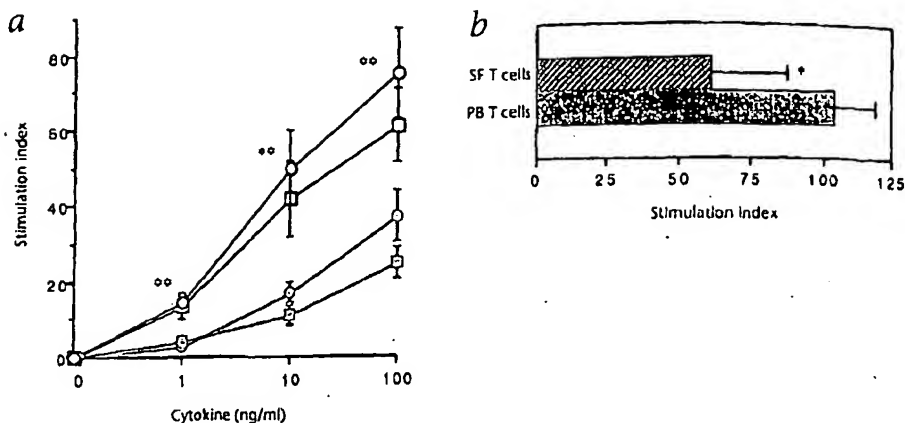 a
80
60
40
20
0
Stimulation index
**
**
**
0 1 10 100
Cytokine (ng/ml)
b
SF T cells
PB T cells
*
0 25 50 75 100 125
Stimulation index